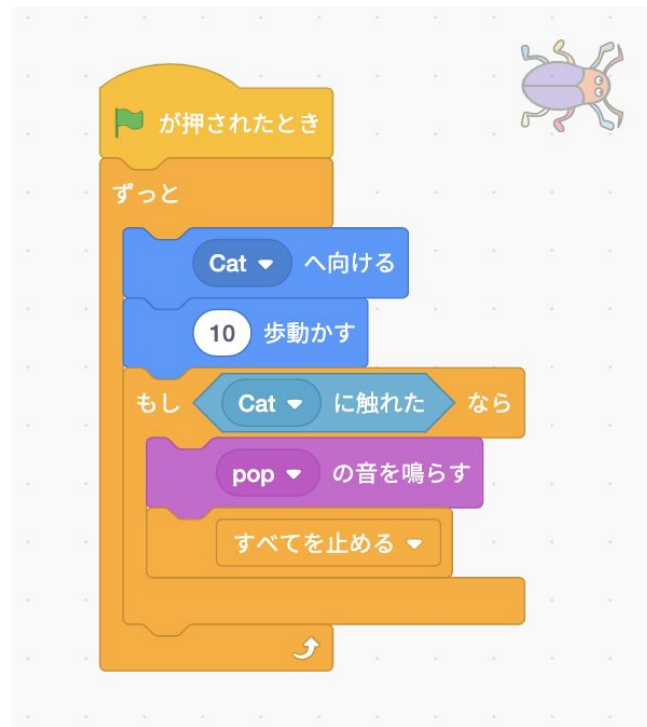 が押されたとき
ずっと
Cat へ向ける
10 歩動かす
もし Cat に触れた なら
pop の音を鳴らす
すべてを止める